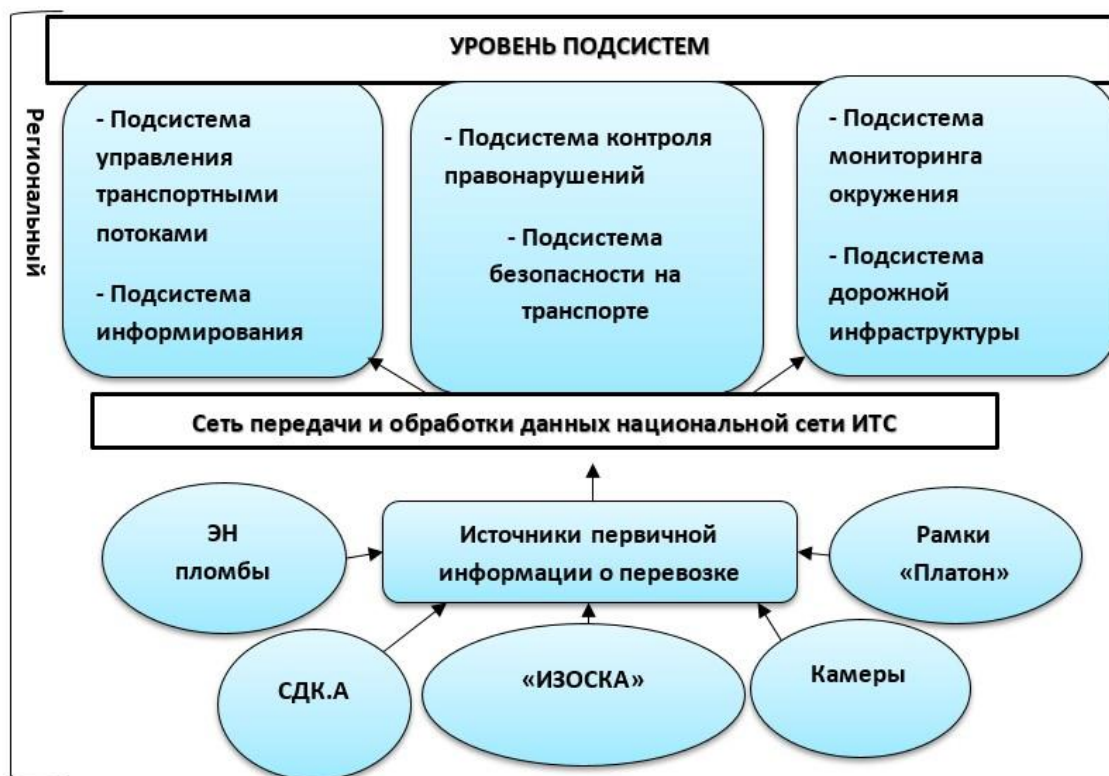 УРОВЕНЬ ПОДСИСТЕМ
Региональный
- Подсистема
управления
транспортными
потоками
- Подсистема
информирования
- Подсистема контроля
правонарушений
- Подсистема
безопасности на
транспорте
- Подсистема
мониторинга
окружения
- Подсистема
дорожной
инфраструктуры
Сеть передачи и обработки данных национальной сети ИТС
ЭН
пломбы
Источники первичной
информации о перевозке
Рамки
«Платон»
СДК.А
«ИЗОСКА»
Камеры